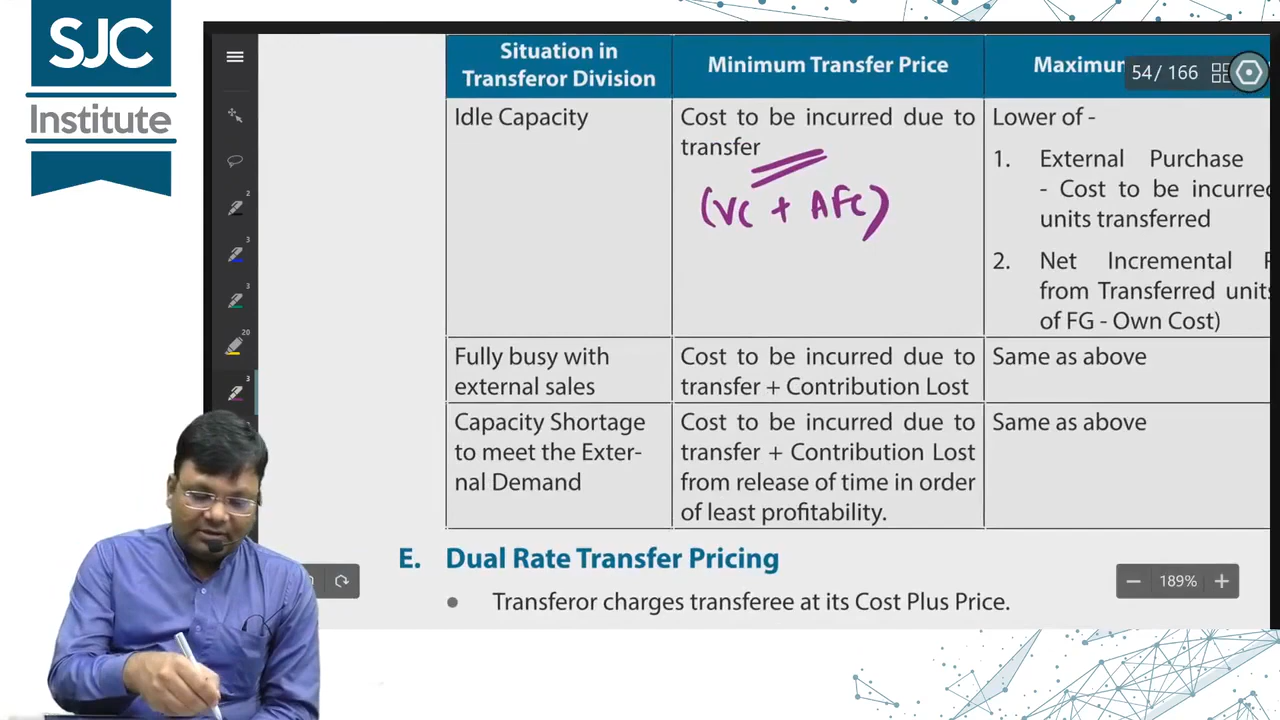 SJC
Institute
Situation in
Transferor Division
Minimum Transfer Price
Maximum
54 / 166
Idle Capacity
Cost to be incurred due to
transfer
(VC + AFC)
Lower of -
1. External Purchase
- Cost to be incurred
units transferred
2. Net Incremental
from Transferred units
of FG - Own Cost)
Fully busy with
external sales
Cost to be incurred due to
transfer + Contribution Lost
Same as above
Capacity Shortage
to meet the Exter-
nal Demand
Cost to be incurred due to
transfer + Contribution Lost
from release of time in order
of least profitability.
Same as above
E. Dual Rate Transfer Pricing
• Transferor charges transferee at its Cost Plus Price.
189%
2
3
3
20
3